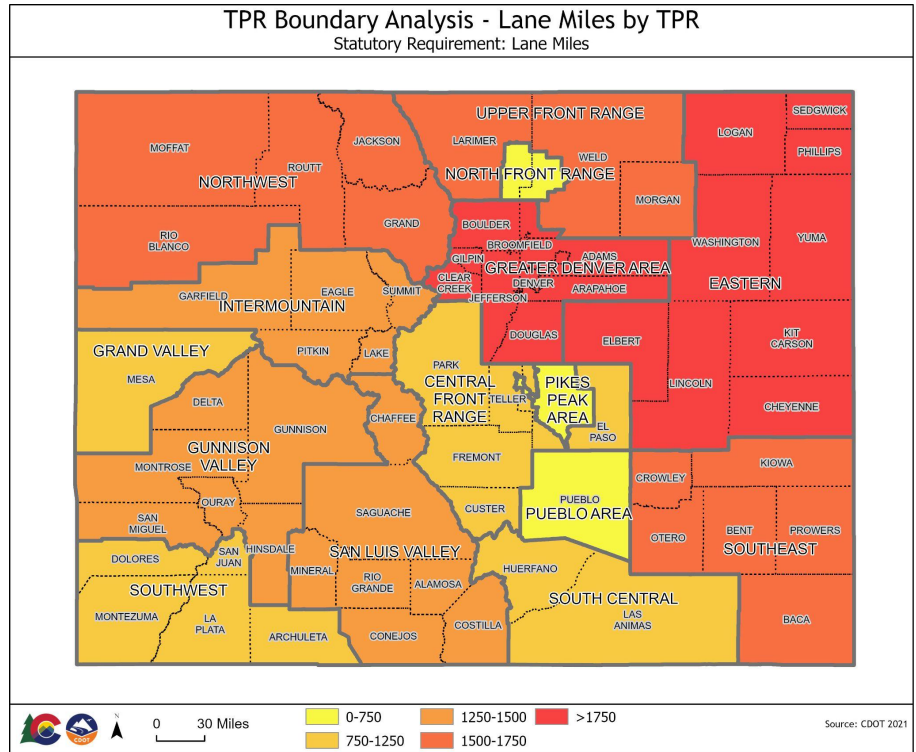 TPR Boundary Analysis - Lane Miles by TPR
Statutory Requirement: Lane Miles
SEDGWICK
UPPER FRONT RANGE
LOGAN
JACKSON
LARIMER
MOFFAT
PHILLIPS
WELD
ROUTT
NORTH FRONT RANGE
NORTHWEST
MORGAN
GRAND
BOULDER
RIO
BLANCO
WASHINGTON
YUMA
BROOMFIELD
GILPIN
ADAMS
GREATER DENVER AREA
CLEAR
CREEK
DENVER
EASTERN
ARAPAHOE
EAGLE
SUMMIT
GARFIELD
JEFFERSON
INTERMOUNTAIN
DOUGLAS
ELBERT
KIT
CARSON
GRAND VALLEY
PITKIN
LAKE
PARK
MESA
CENTRAL
FRONT
RANGE
PIKES
PEAK
AREA
LINCOLN
TELLER
DELTA
CHEYENNE
CHAFFEE
GUNNISON
EL
PASO
GUNNISON
VALLEY
FREMONT
MONTROSE
KIOWA
CROWLEY
OURAY
PUEBLO
CUSTER
SAGUACHE
PUEBLO AREA
SAN
MIGUEL
BENT
PROWERS
OTERO
SAN
JUAN
HINSDALE
SAN LUIS VALLEY
SOUTHEAST
DOLORES
HUERFANO
MINERAL
RIO
GRANDE
ALAMOSA
SOUTHWEST
SOUTH CENTRAL
MONTEZUMA
LA
PLATA
LAS
ANIMAS
BACA
COSTILLA
ARCHULETA
CONEJOS
CDOT
N
0 30 Miles
0-750
1250-1500
>1750
750-1250
1500-1750
Source: CDOT 2021